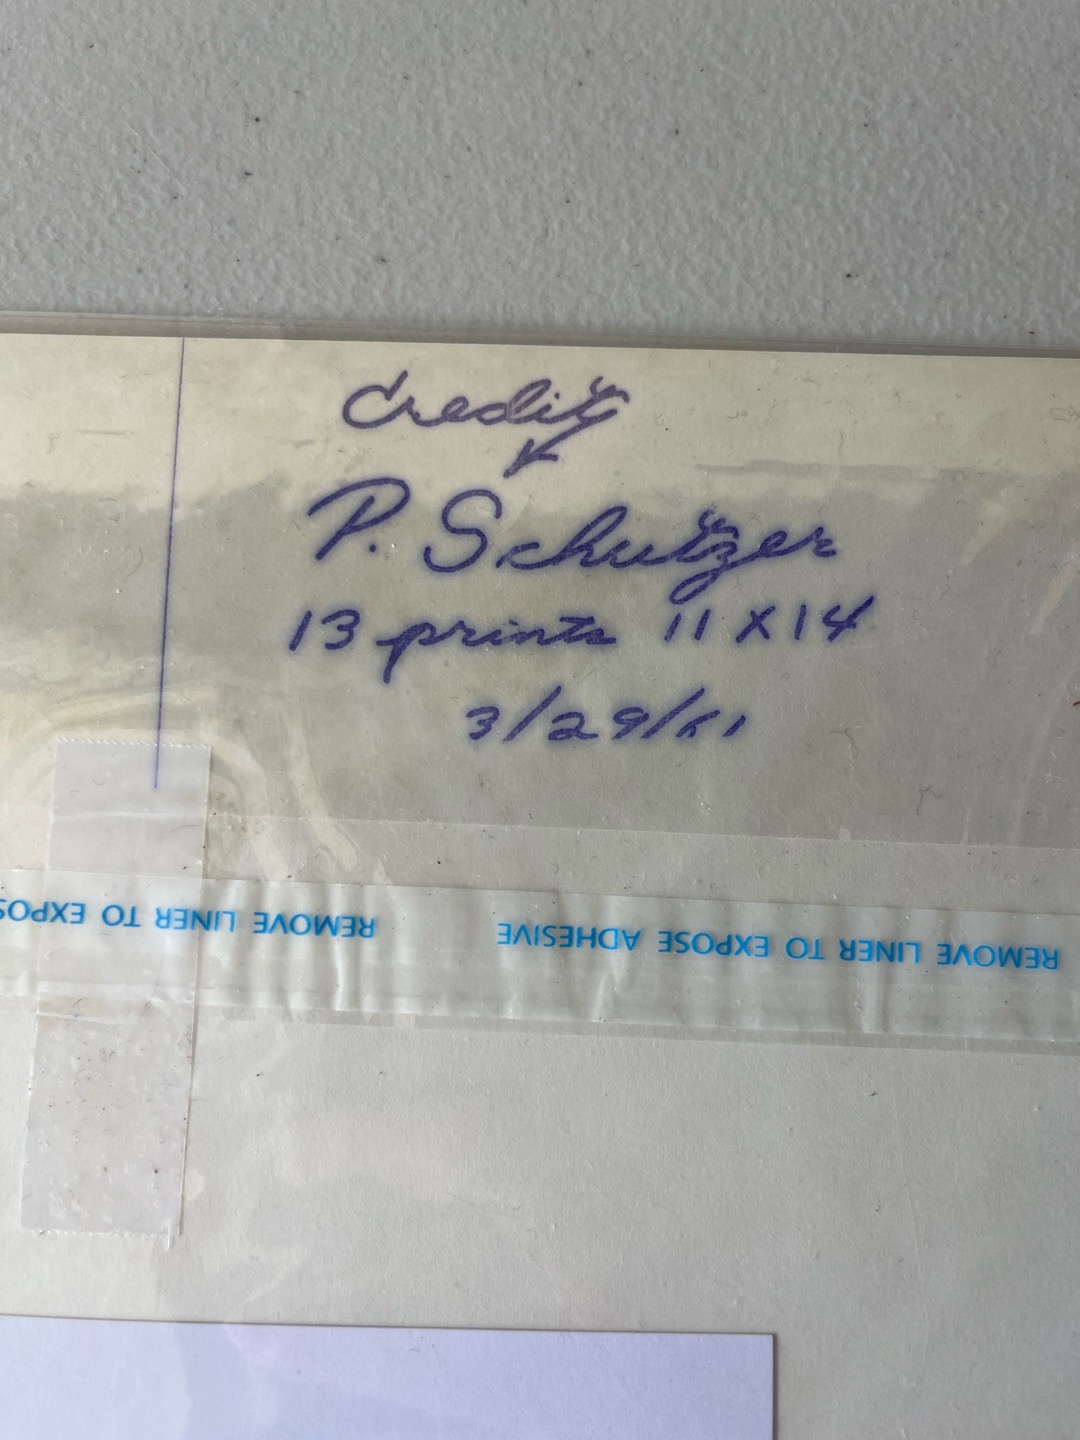 Credit
P. Schutzer
13 prints 11 X 14
3/29/61
REMOVE LINER TO EXPOSE ADHESIVE REMOVE LINER TO EXPOS